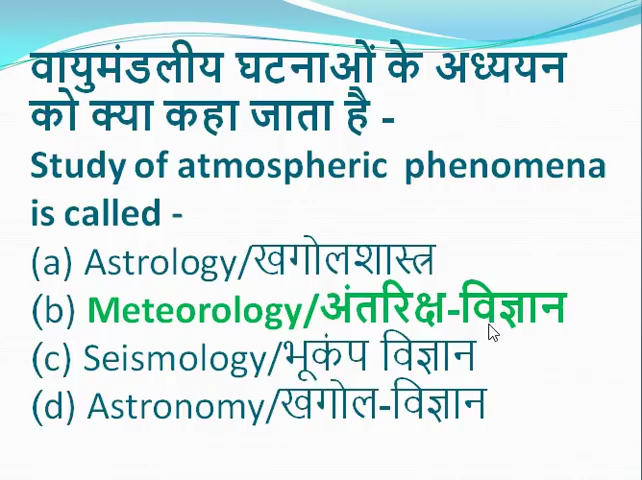 वायुमंडलीय घटनाओं के अध्ययन
को क्या कहा जाता है -
Study of atmospheric phenomena
is called -
(a) Astrology/खगोलशास्त्र
(b) Meteorology/अंतरिक्ष-विज्ञान
(c) Seismology/भूकंप विज्ञान
(d) Astronomy/खगोल-विज्ञान